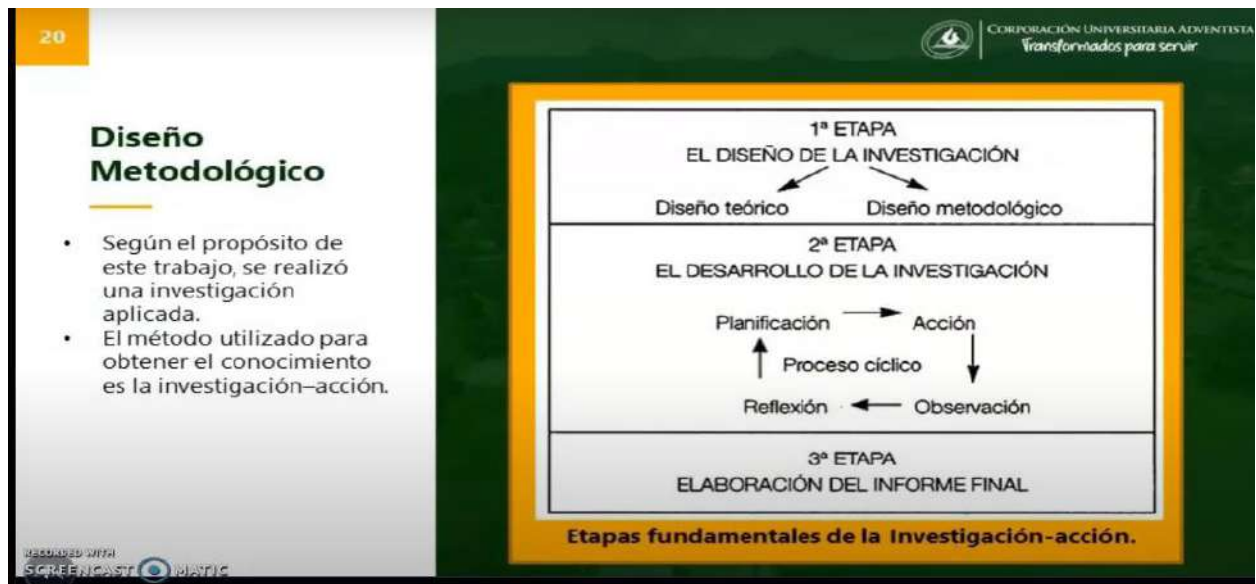 20
CORPORACIÓN UNIVERSITARIA ADVENTISTA
Transformados para servir
Diseño
Metodológico
• Según el propósito de
este trabajo, se realizó
una investigación
aplicada.
• El método utilizado para
obtener el conocimiento
es la investigación–acción.
1ª ETAPA
EL DISEÑO DE LA INVESTIGACIÓN
Diseño teórico Diseño metodológico
2ª ETAPA
EL DESARROLLO DE LA INVESTIGACIÓN
Planificación Acción
Proceso cíclico
Reflexión Observación
3ª ETAPA
ELABORACIÓN DEL INFORME FINAL
Etapas fundamentales de la Investigación-acción.
RECORDED WITH
SCREENCAST MATIC